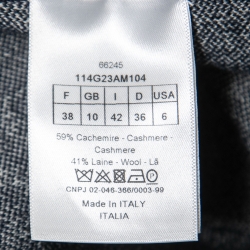 66245
114G23AM104
F GB I D USA
38 10 42 36 6
59% Cachemire - Cashmere -
Cashmere
41% Laine - Wool - Lâ
CNPJ 02-046-366/0003-99
Made In ITALY
ITALIA